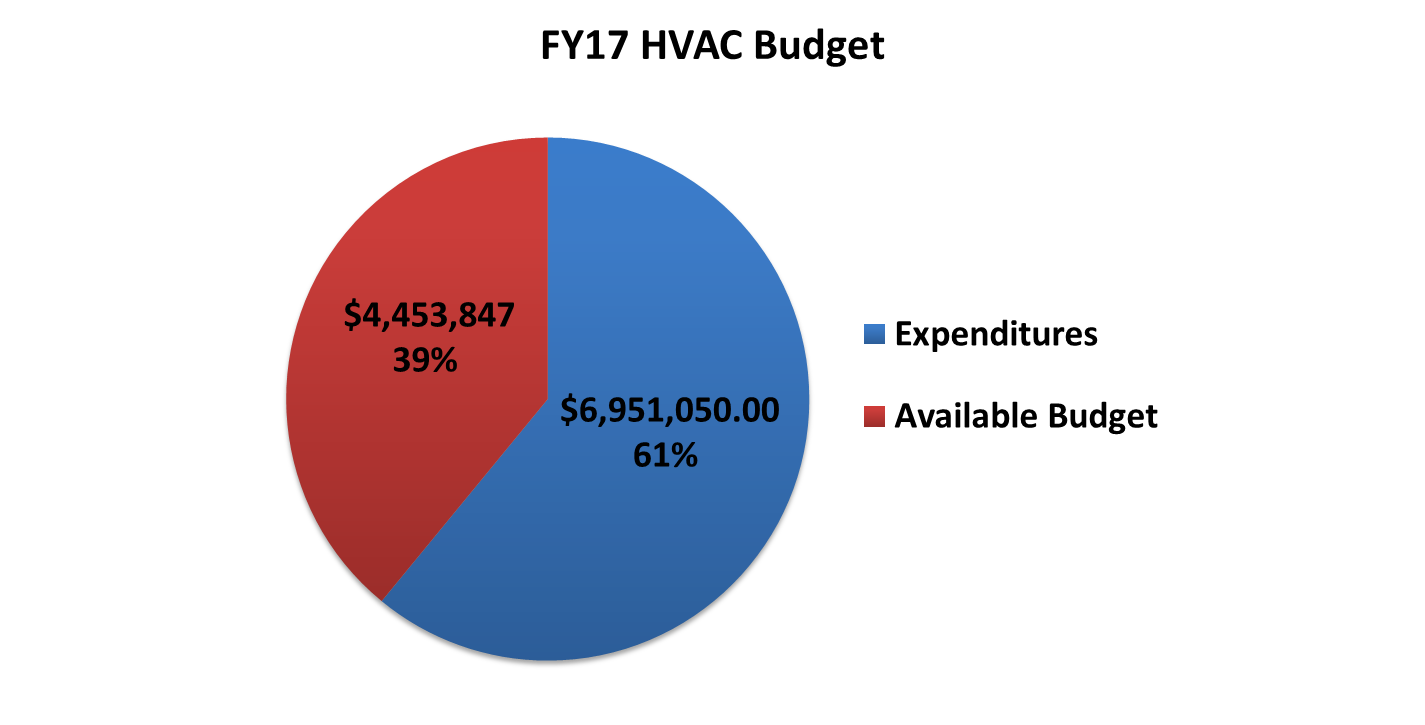 FY17 HVAC Budget
$4,453,847
39%
$6,951,050.00
61%
Expenditures
Available Budget